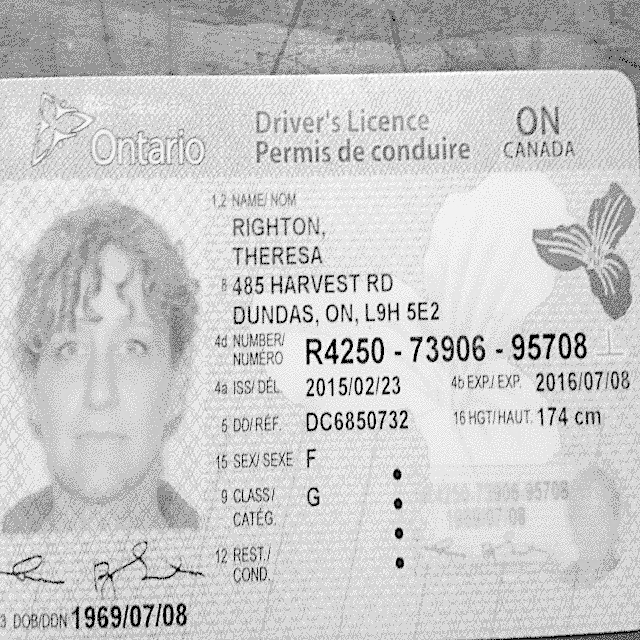 Ontario
Driver's Licence
Permis de conduire
ON
CANADA
1,2 NAME/ NOM
RIGHTON,
THERESA
8 485 HARVEST RD
DUNDAS, ON, L9H 5E2
4d NUMBER/ NUMÉRO R4250 - 73906 - 95708
4a ISS/ DÉL. 2015/02/23 4b EXP./ EXP. 2016/07/08
5 DD/RÉF. DC6850732 16 HGT/HAUT. 174 cm
15 SEX/ SEXE F
9 CLASS/ CATÉG. G
12 REST./ COND.
R4250-73906-95708
1969/07/08
3 DOB/DDN 1969/07/08